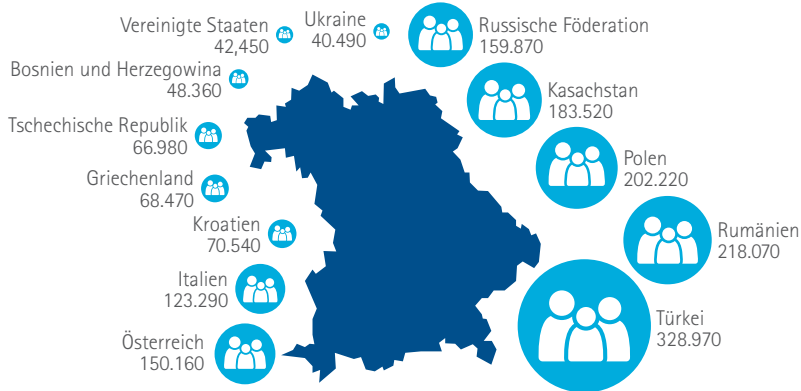 Vereinigte Staaten
42,450
Ukraine
40.490
Russische Föderation
159.870
Bosnien und Herzegowina
48.360
Kasachstan
183.520
Tschechische Republik
66.980
Polen
202.220
Griechenland
68.470
Rumänien
218.070
Kroatien
70.540
Italien
123.290
Türkei
328.970
Österreich
150.160